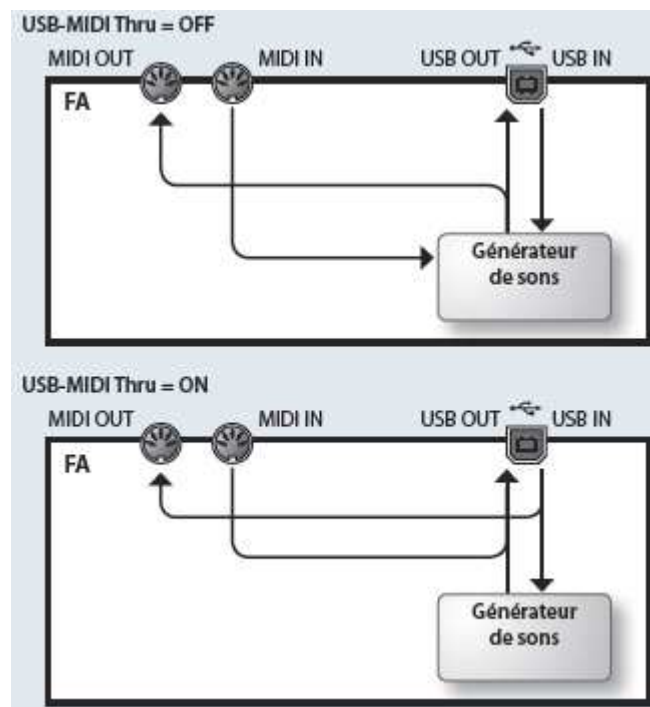 USB-MIDI Thru = OFF
MIDI OUT MIDI IN USB OUT USB IN
FA
Générateur
de sons
USB-MIDI Thru = ON
MIDI OUT MIDI IN USB OUT USB IN
FA
Générateur
de sons